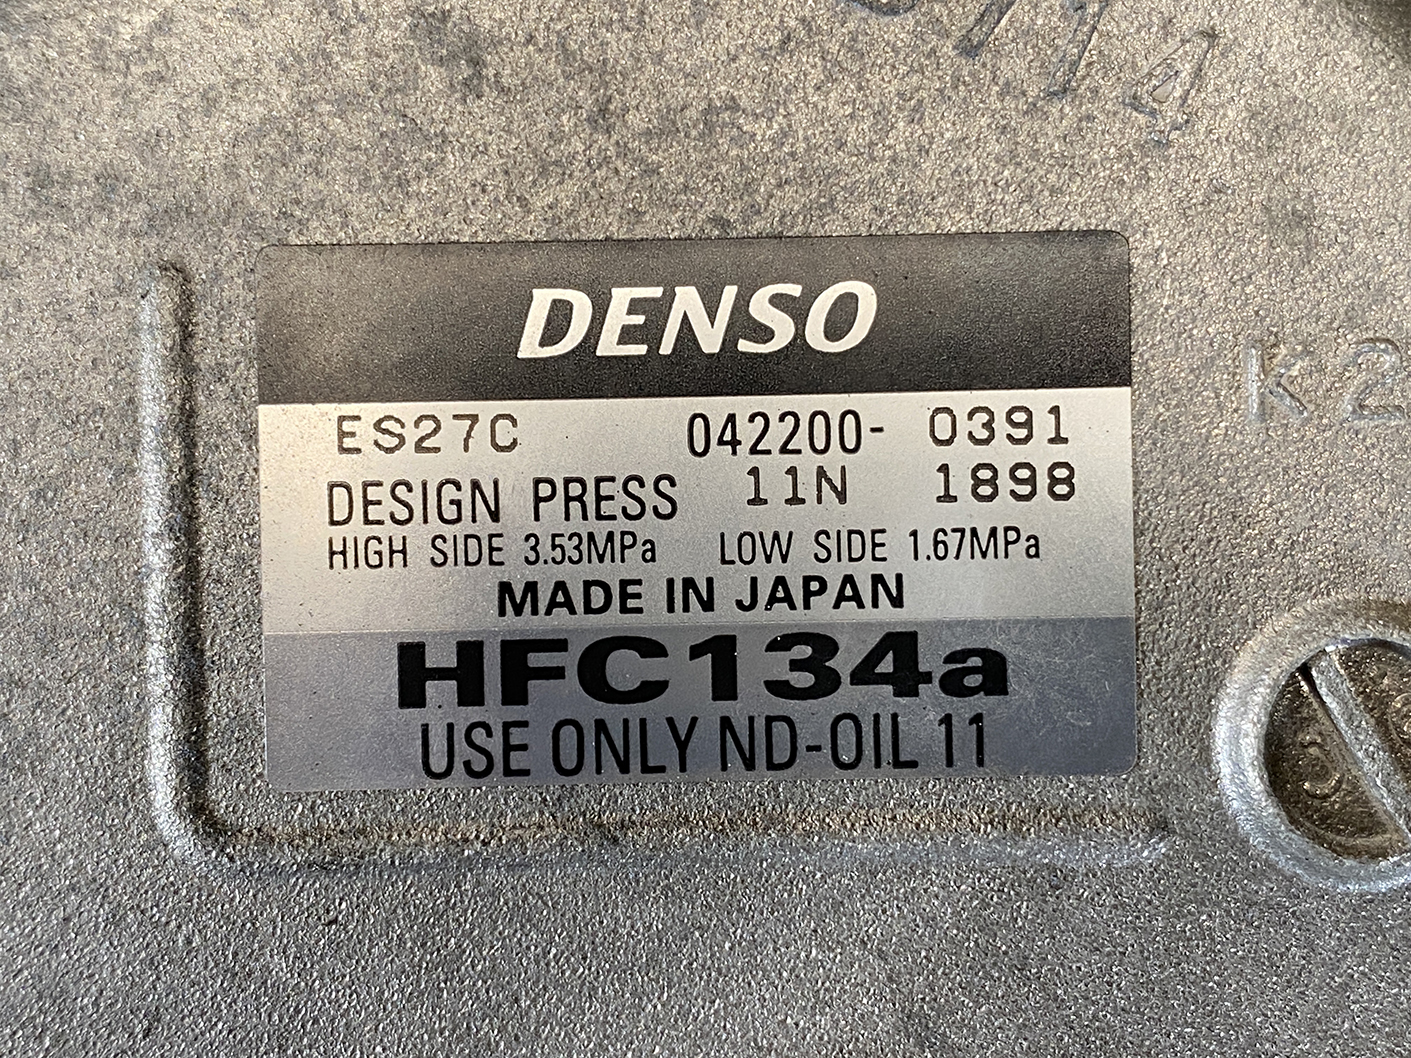 DENSO
ES27C 042200- 0391
DESIGN PRESS 11N 1898
HIGH SIDE 3.53MPa LOW SIDE 1.67MPa
MADE IN JAPAN
HFC134a
USE ONLY ND-OIL 11
K2